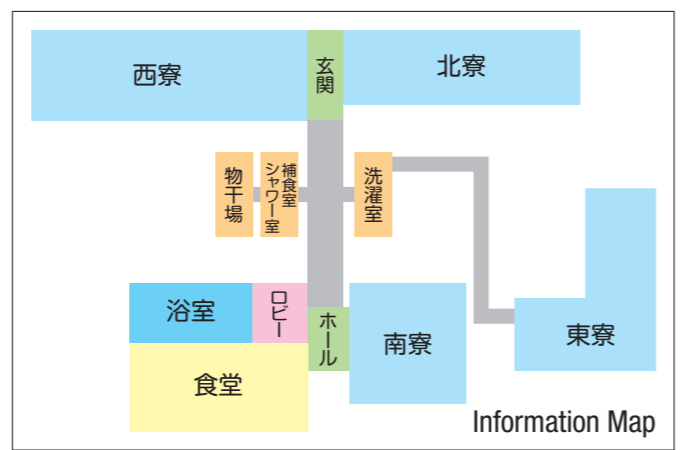 西寮
玄関
北寮
物干場
補食室
シャワー室
洗濯室
浴室
ロビー
ホール
南寮
東寮
食堂
Information Map